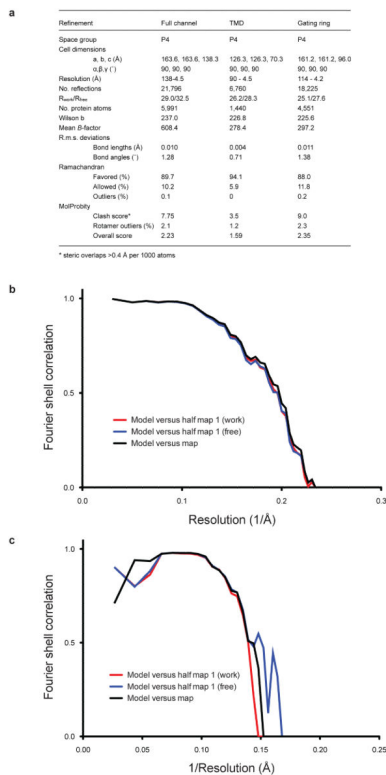 a
Refinement Full channel TMD Gating ring
Space group P4 P4 P4
Cell dimensions
a, b, c (Å) 163.6, 163.6, 138.3 126.3, 126.3, 70.3 161.2, 161.2, 96.0
α,β,γ (˚) 90, 90, 90 90, 90, 90 90, 90, 90
Resolution (Å) 138-4.5 90 - 4.5 114 - 4.2
No. reflections 21,796 6,760 18,225
Rwork/Rfree 29.0/32.5 26.2/28.3 25.1/27.6
No. protein atoms 5,991 1,440 4,551
Wilson b 237.0 226.8 225.6
Mean B-factor 608.4 278.4 297.2
R.m.s. deviations
Bond lengths (Å) 0.010 0.004 0.011
Bond angles (˚) 1.28 0.71 1.38
Ramachandran
Favored (%) 89.7 94.1 88.0
Allowed (%) 10.2 5.9 11.8
Outliers (%) 0.1 0 0.2
MolProbity
Clash score* 7.75 3.5 9.0
Rotamer outliers (%) 2.1 1.2 2.3
Overall score 2.23 1.59 2.35
* steric overlaps >0.4 Å per 1000 atoms
b
Fourier shell correlation
1.0
0.5
0.0
Model versus half map 1 (work)
Model versus half map 1 (free)
Model versus map
0.0 0.1 0.2 0.3
Resolution (1/Å)
c
Fourier shell correlation
1.0
0.5
0.0
Model versus half map 1 (work)
Model versus half map 1 (free)
Model versus map
0.00 0.05 0.10 0.15 0.20 0.25
1/Resolution (Å)